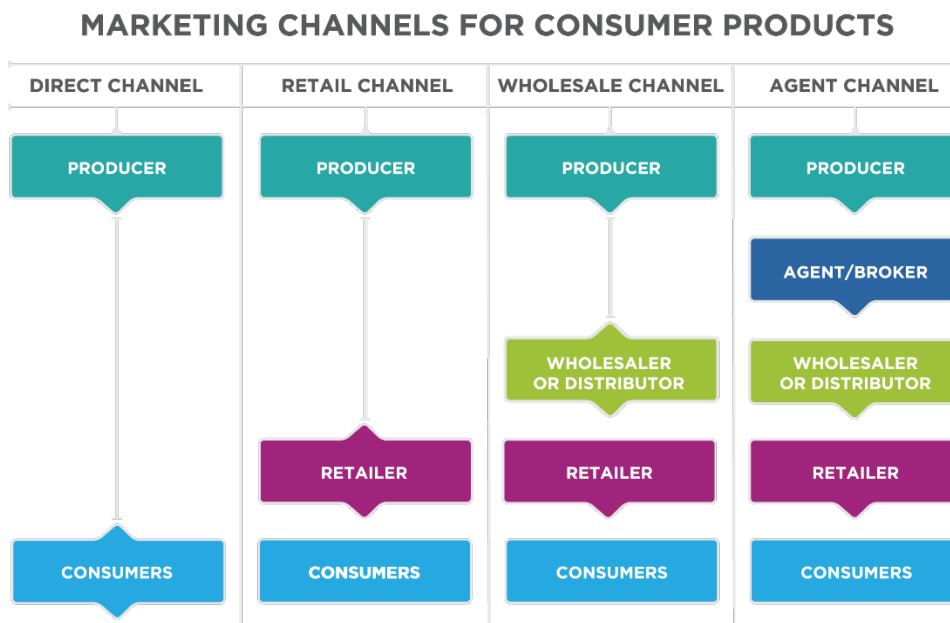 MARKETING CHANNELS FOR CONSUMER PRODUCTS
DIRECT CHANNEL
RETAIL CHANNEL
WHOLESALE CHANNEL
AGENT CHANNEL
PRODUCER
PRODUCER
PRODUCER
PRODUCER
AGENT/BROKER
WHOLESALER
OR DISTRIBUTOR
WHOLESALER
OR DISTRIBUTOR
RETAILER
RETAILER
RETAILER
CONSUMERS
CONSUMERS
CONSUMERS
CONSUMERS